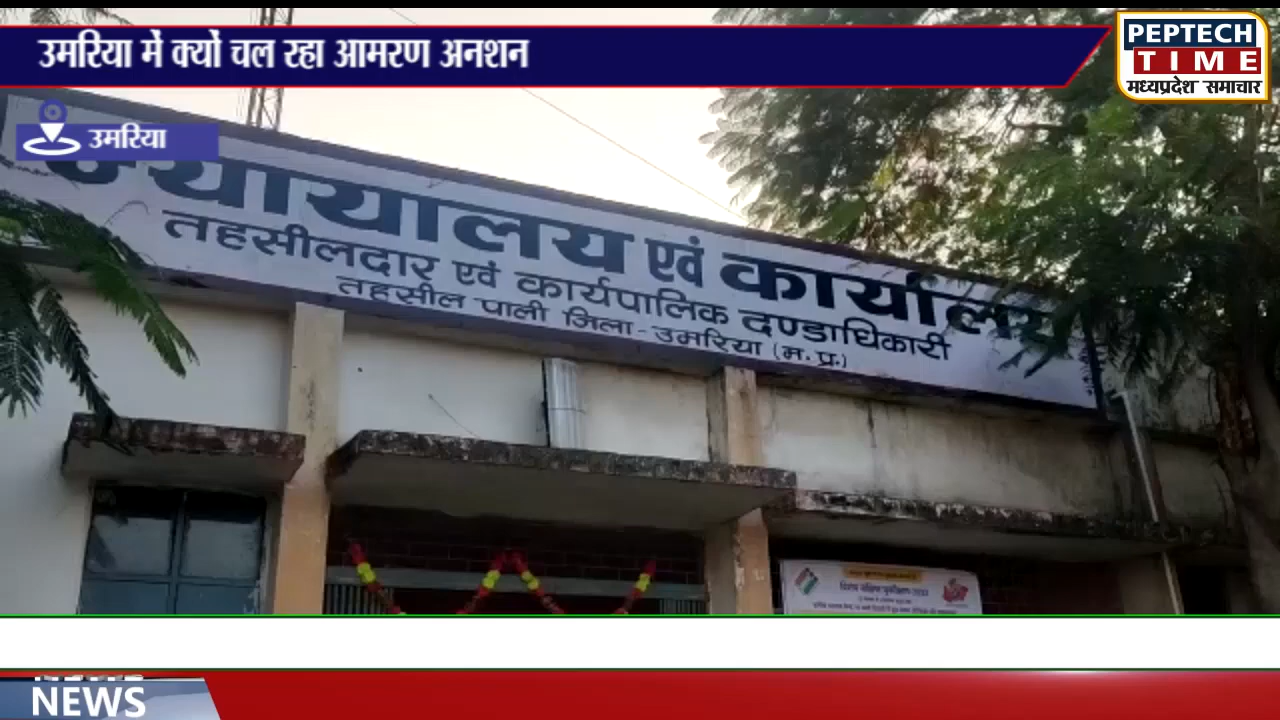 उमरिया में क्यों चल रहा आमरण अनशन
PEPTECH
TIME
मध्यप्रदेश समाचार
उमरिया
न्यायालय एवं कार्यालय
तहसीलदार एवं कार्यपालिक दण्डाधिकारी
तहसील पाली जिला - उमरिया (म. प्र.)
NEWS